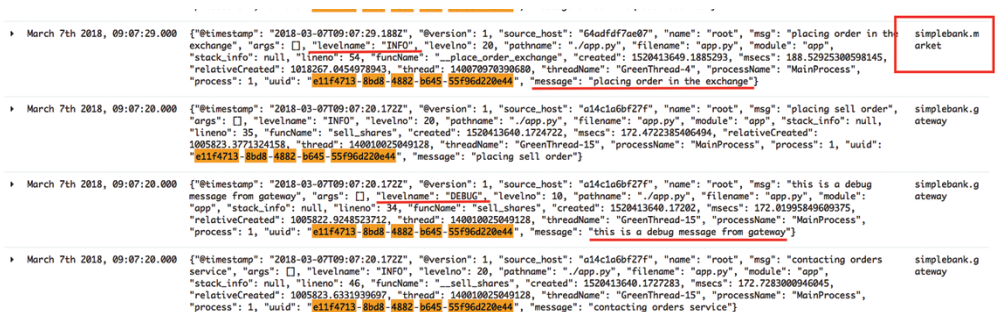 March 7th 2018, 09:07:29.000 {"@timestamp": "2018-03-07T09:07:29.188Z", "@version": 1, "source_host": "64adfdf7ae07", "name": "root", "msg": "placing order in the simplebank.m
exchange", "args": [], "levelname": "INFO", "levelno": 20, "pathname": "./app.py", "filename": "app.py", "module": "app", arket
"stack_info": null, "lineno": 54, "funcName": "__place_order_exchange", "created": 1520413649.1885293, "msecs": 188.52925300598145,
"relativeCreated": 1018267.0454978943, "thread": 140070970390680, "threadName": "GreenThread-4", "processName": "MainProcess",
"process": 1, "uuid": "e11f4713-8bd8-4882-b645-55f96d220e44", "message": "placing order in the exchange"}
March 7th 2018, 09:07:20.000 {"@timestamp": "2018-03-07T09:07:20.172Z", "@version": 1, "source_host": "a14c1a6bf27f", "name": "root", "msg": "placing sell order", simplebank.g
"args": [], "levelname": "INFO", "levelno": 20, "pathname": "./app.py", "filename": "app.py", "module": "app", "stack_info": null, ateway
"lineno": 35, "funcName": "sell_shares", "created": 1520413640.1724722, "msecs": 172.4722385406494, "relativeCreated":
1005823.3771324158, "thread": 140010025049128, "threadName": "GreenThread-15", "processName": "MainProcess", "process": 1, "uuid":
"e11f4713-8bd8-4882-b645-55f96d220e44", "message": "placing sell order"}
March 7th 2018, 09:07:20.000 {"@timestamp": "2018-03-07T09:07:20.172Z", "@version": 1, "source_host": "a14c1a6bf27f", "name": "root", "msg": "this is a debug simplebank.g
message from gateway", "args": [], "levelname": "DEBUG", "levelno": 10, "pathname": "./app.py", "filename": "app.py", "module": ateway
"app", "stack_info": null, "lineno": 34, "funcName": "sell_shares", "created": 1520413640.17202, "msecs": 172.01995849609375,
"relativeCreated": 1005822.9248523712, "thread": 140010025049128, "threadName": "GreenThread-15", "processName": "MainProcess",
"process": 1, "uuid": "e11f4713-8bd8-4882-b645-55f96d220e44", "message": "this is a debug message from gateway"}
March 7th 2018, 09:07:20.000 {"@timestamp": "2018-03-07T09:07:20.172Z", "@version": 1, "source_host": "a14c1a6bf27f", "name": "root", "msg": "contacting orders simplebank.g
service", "args": [], "levelname": "INFO", "levelno": 20, "pathname": "./app.py", "filename": "app.py", "module": "app", ateway
"stack_info": null, "lineno": 46, "funcName": "__sell_shares", "created": 1520413640.1727283, "msecs": 172.7283000946045,
"relativeCreated": 1005823.6331939697, "thread": 140010025049128, "threadName": "GreenThread-15", "processName": "MainProcess",
"process": 1, "uuid": "e11f4713-8bd8-4882-b645-55f96d220e44", "message": "contacting orders service"}